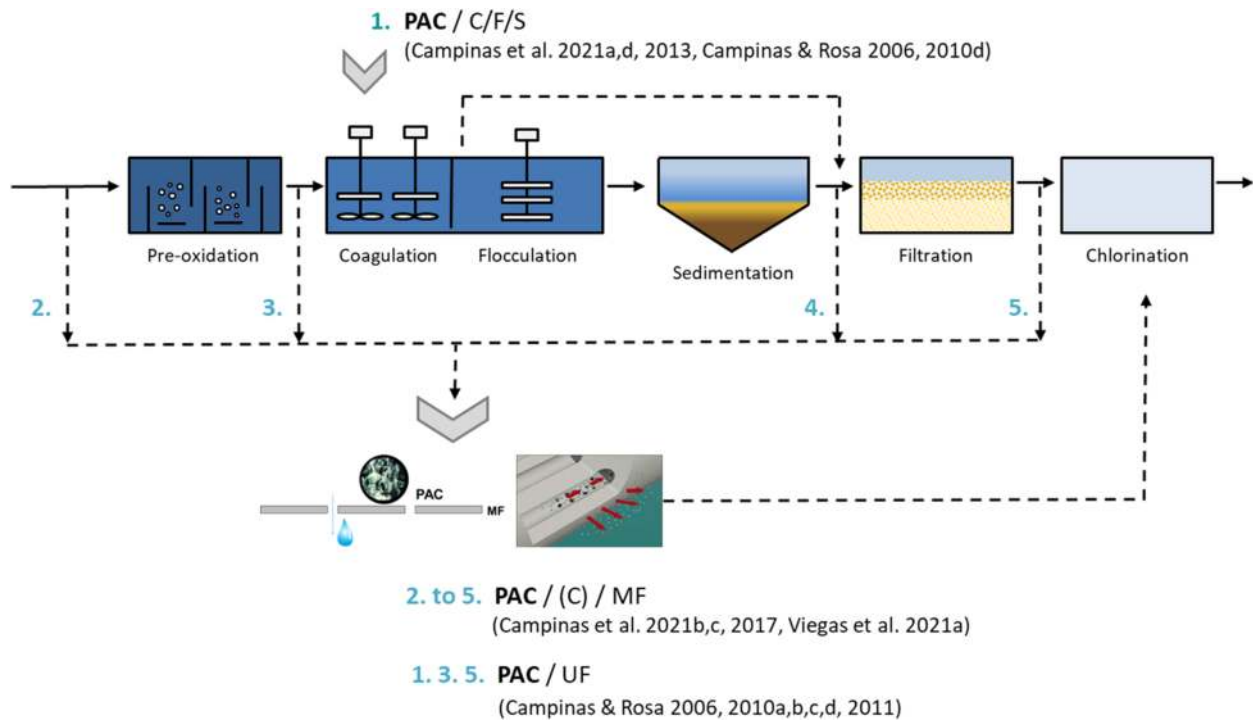 1. PAC / C/F/S
(Campinas et al. 2021a,d, 2013, Campinas & Rosa 2006, 2010d)
Pre-oxidation
Coagulation
Flocculation
Sedimentation
Filtration
Chlorination
2.
3.
4.
5.
PAC
MF
2. to 5. PAC / (C) / MF
(Campinas et al. 2021b,c, 2017, Viegas et al. 2021a)
1. 3. 5. PAC / UF
(Campinas & Rosa 2006, 2010a,b,c,d, 2011)